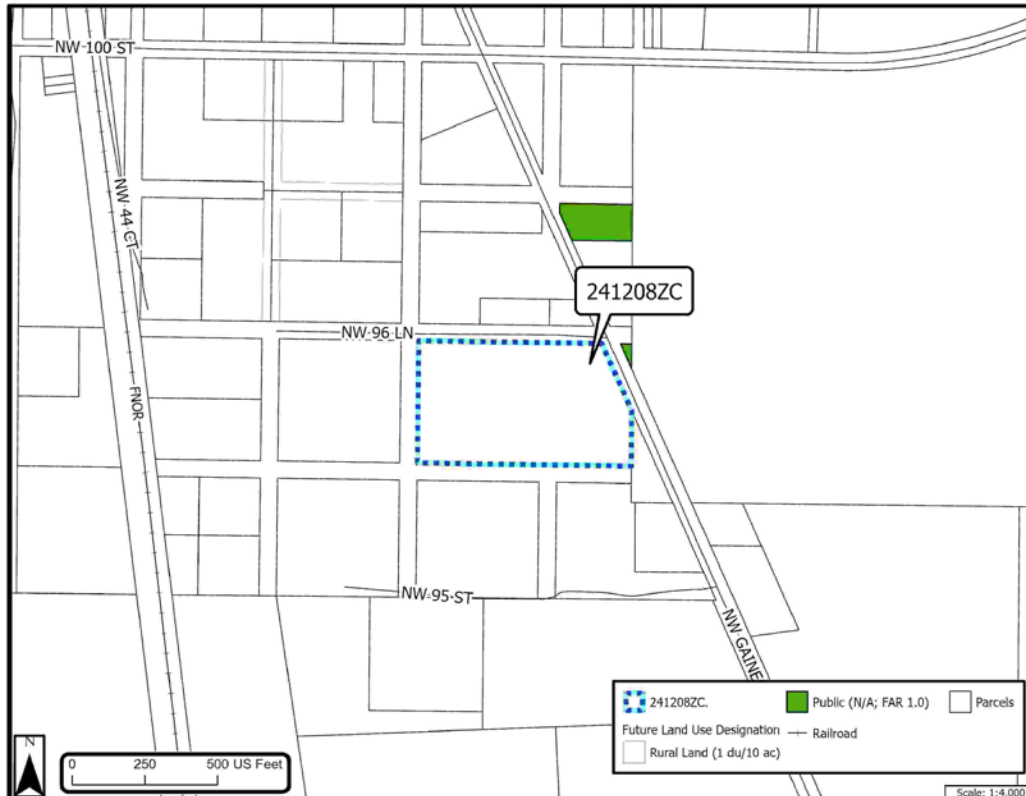 NW 100 ST
NW 44 CT
241208ZC
NW 96 LN
FNOR
NW 95 ST
NW GAINE
241208ZC.
Public (N/A; FAR 1.0)
Parcels
Future Land Use Designation
Railroad
Rural Land (1 du/10 ac)
N
0 250 500 US Feet
Scale: 1:4,000